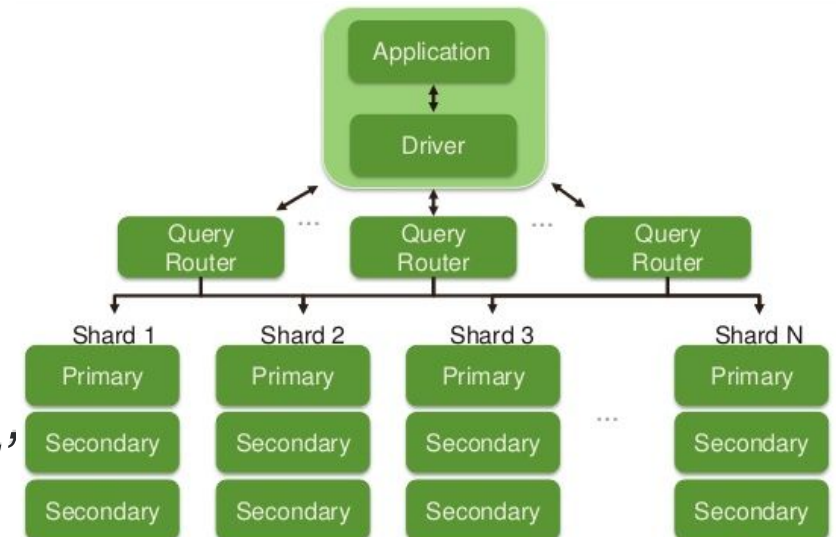 Application
Driver
...
...
Query
Router
Query
Router
Query
Router
Shard 1
Shard 2
Shard 3
Shard N
Primary
Primary
Primary
Primary
...
,
Secondary
Secondary
Secondary
Secondary
Secondary
Secondary
Secondary
Secondary